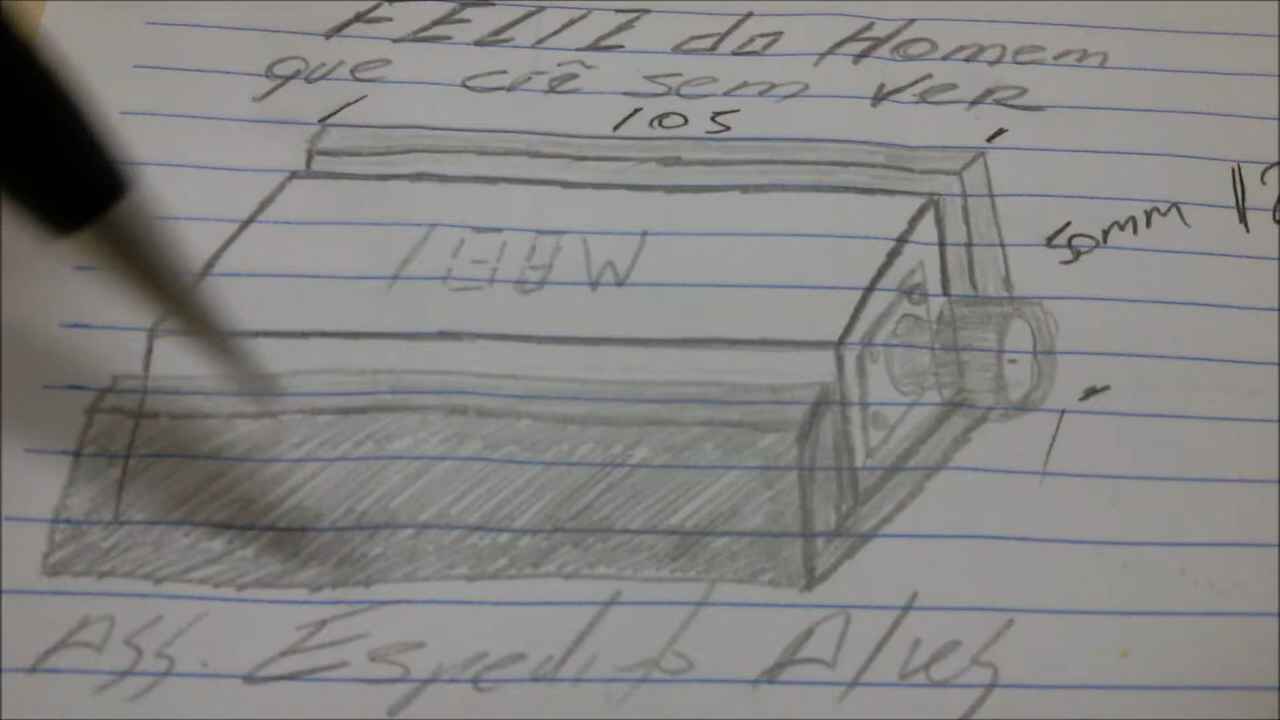 FELIZ do Homem
que crê sem ver
105
50mm
Ass. Espedito Alves